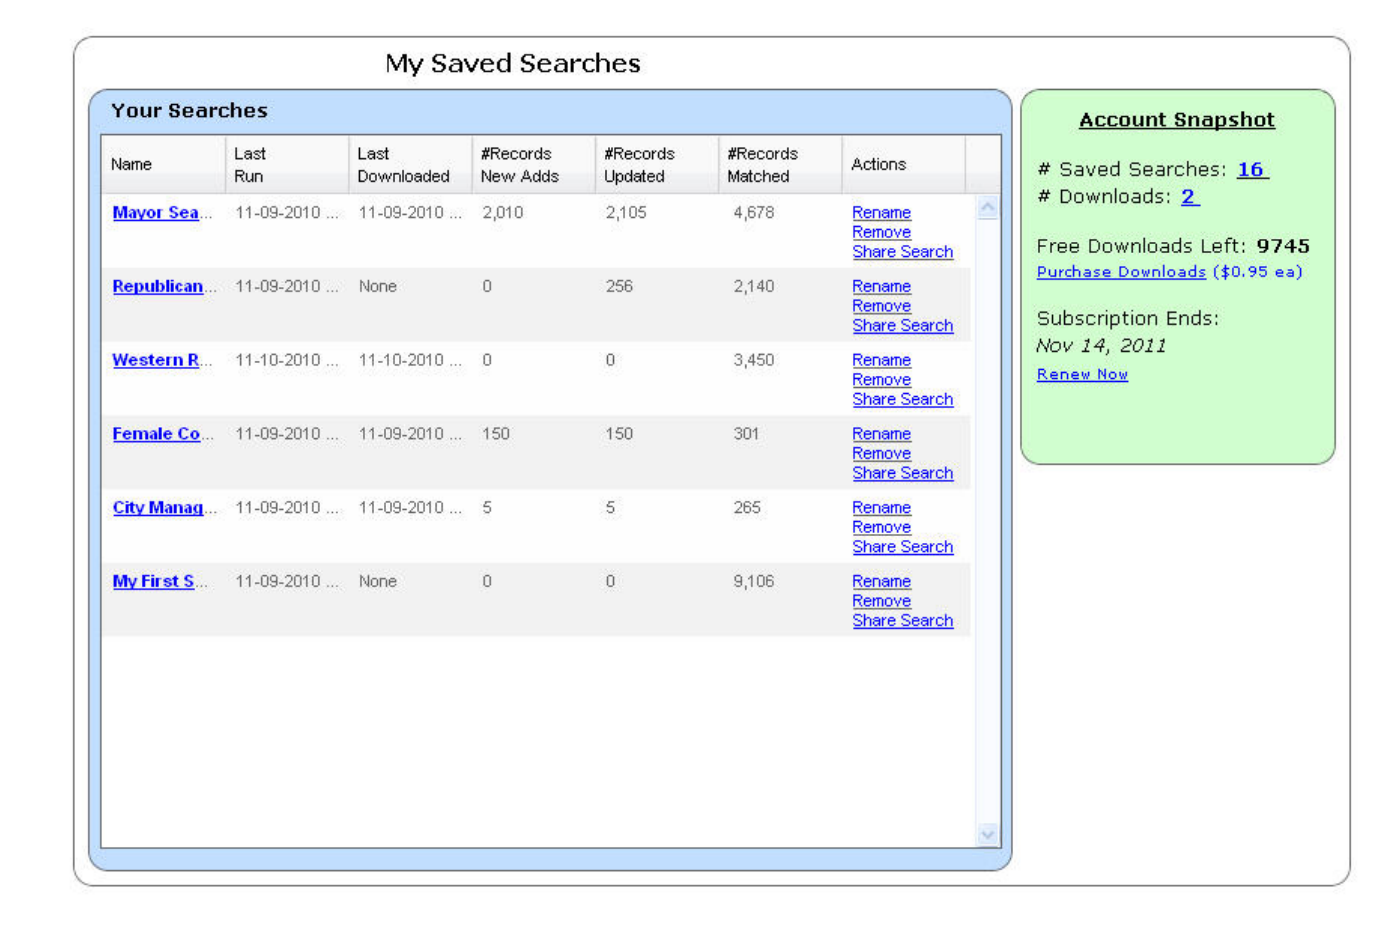 My Saved Searches
Your Searches
Name Last Run Last Downloaded #Records New Adds #Records Updated #Records Matched Actions
Mayor Sea... 11-09-2010 ... 11-09-2010 ... 2,010 2,105 4,678 Rename
Remove
Share Search
Republican... 11-09-2010 ... None 0 256 2,140 Rename
Remove
Share Search
Western R... 11-10-2010 ... 11-10-2010 ... 0 0 3,450 Rename
Remove
Share Search
Female Co... 11-09-2010 ... 11-09-2010 ... 150 150 301 Rename
Remove
Share Search
City Manag... 11-09-2010 ... 11-09-2010 ... 5 5 265 Rename
Remove
Share Search
My First S... 11-09-2010 ... None 0 0 9,106 Rename
Remove
Share Search
Account Snapshot
# Saved Searches: 16
# Downloads: 2
Free Downloads Left: 9745
Purchase Downloads ($0.95 ea)
Subscription Ends:
Nov 14, 2011
Renew Now